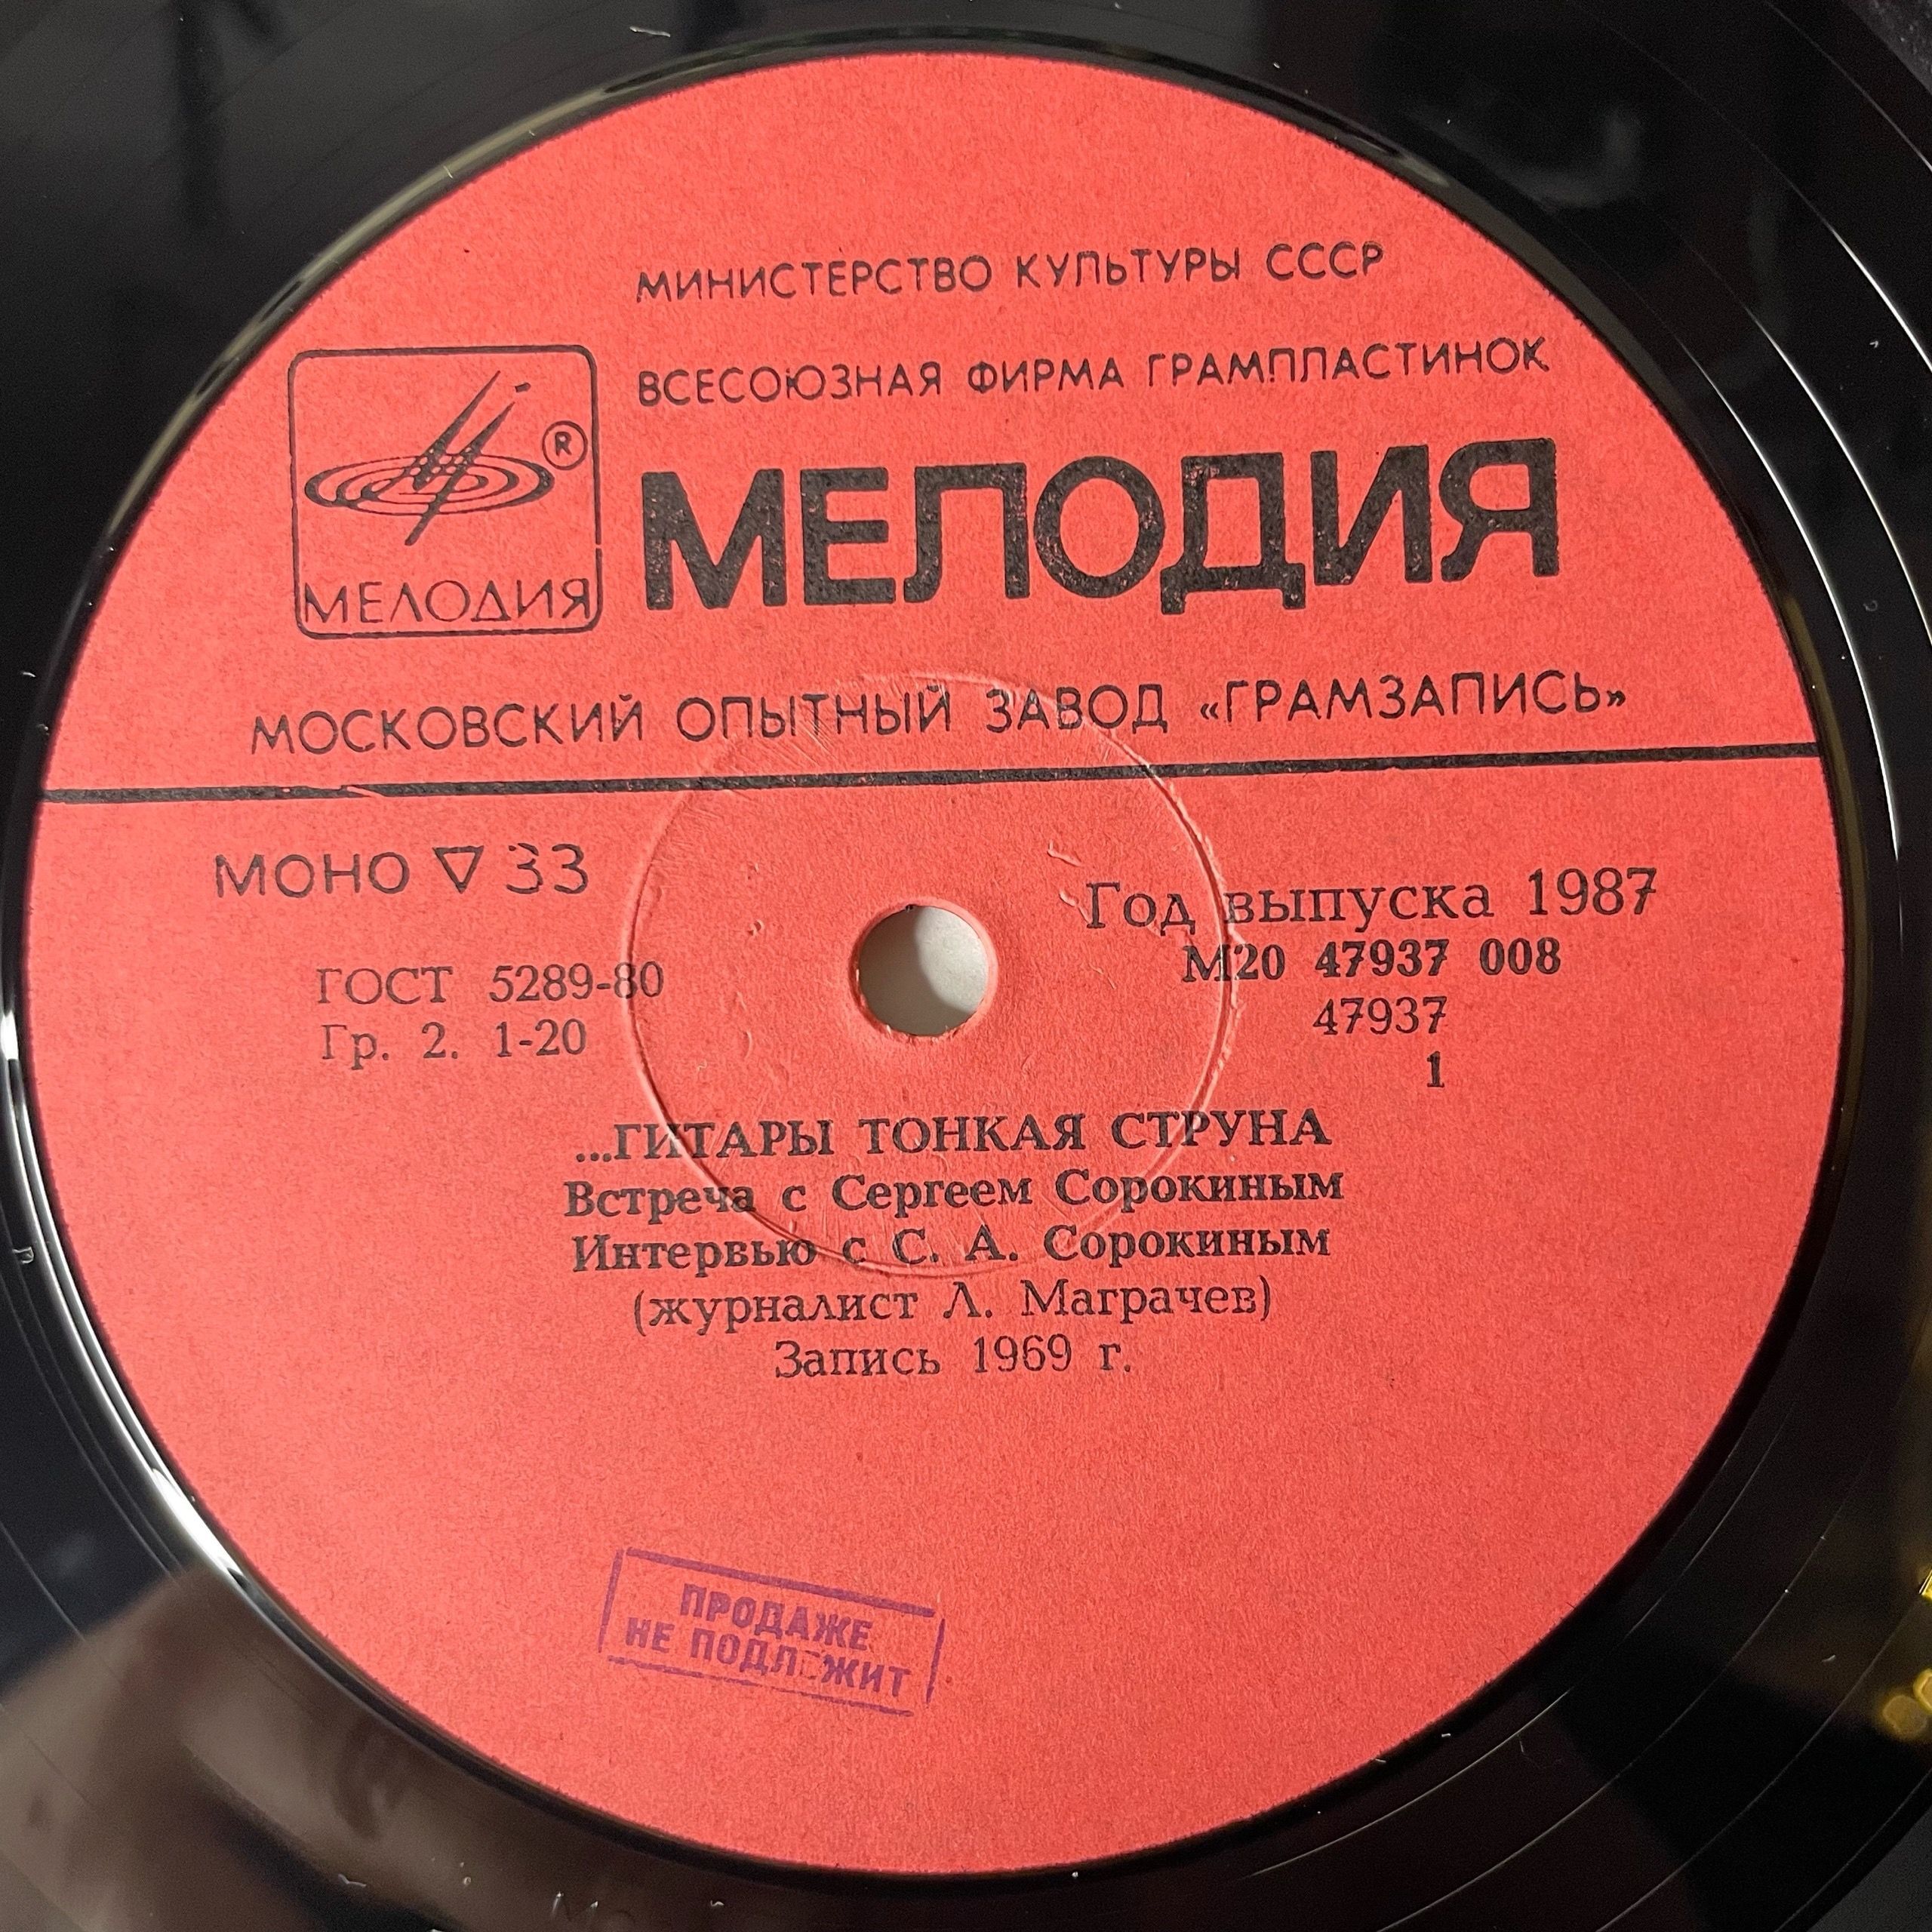 МИНИСТЕРСТВО КУЛЬТУРЫ СССР
ВСЕСОЮЗНАЯ ФИРМА ГРАМПЛАСТИНОК
®
МЕЛОДИЯ
МЕЛОДИЯ
МОСКОВСКИЙ ОПЫТНЫЙ ЗАВОД «ГРАМЗАПИСЬ»
МОНО ▽ 33
Год выпуска 1987
ГОСТ 5289-80
М20 47937 008
Гр. 2. 1-20
47937
1
...ГИТАРЫ ТОНКАЯ СТРУНА
Встреча с Сергеем Сорокиным
Интервью с С. А. Сорокиным
(журналист Л. Маграчев)
Запись 1969 г.
ПРОДАЖЕ
НЕ ПОДЛЕЖИТ